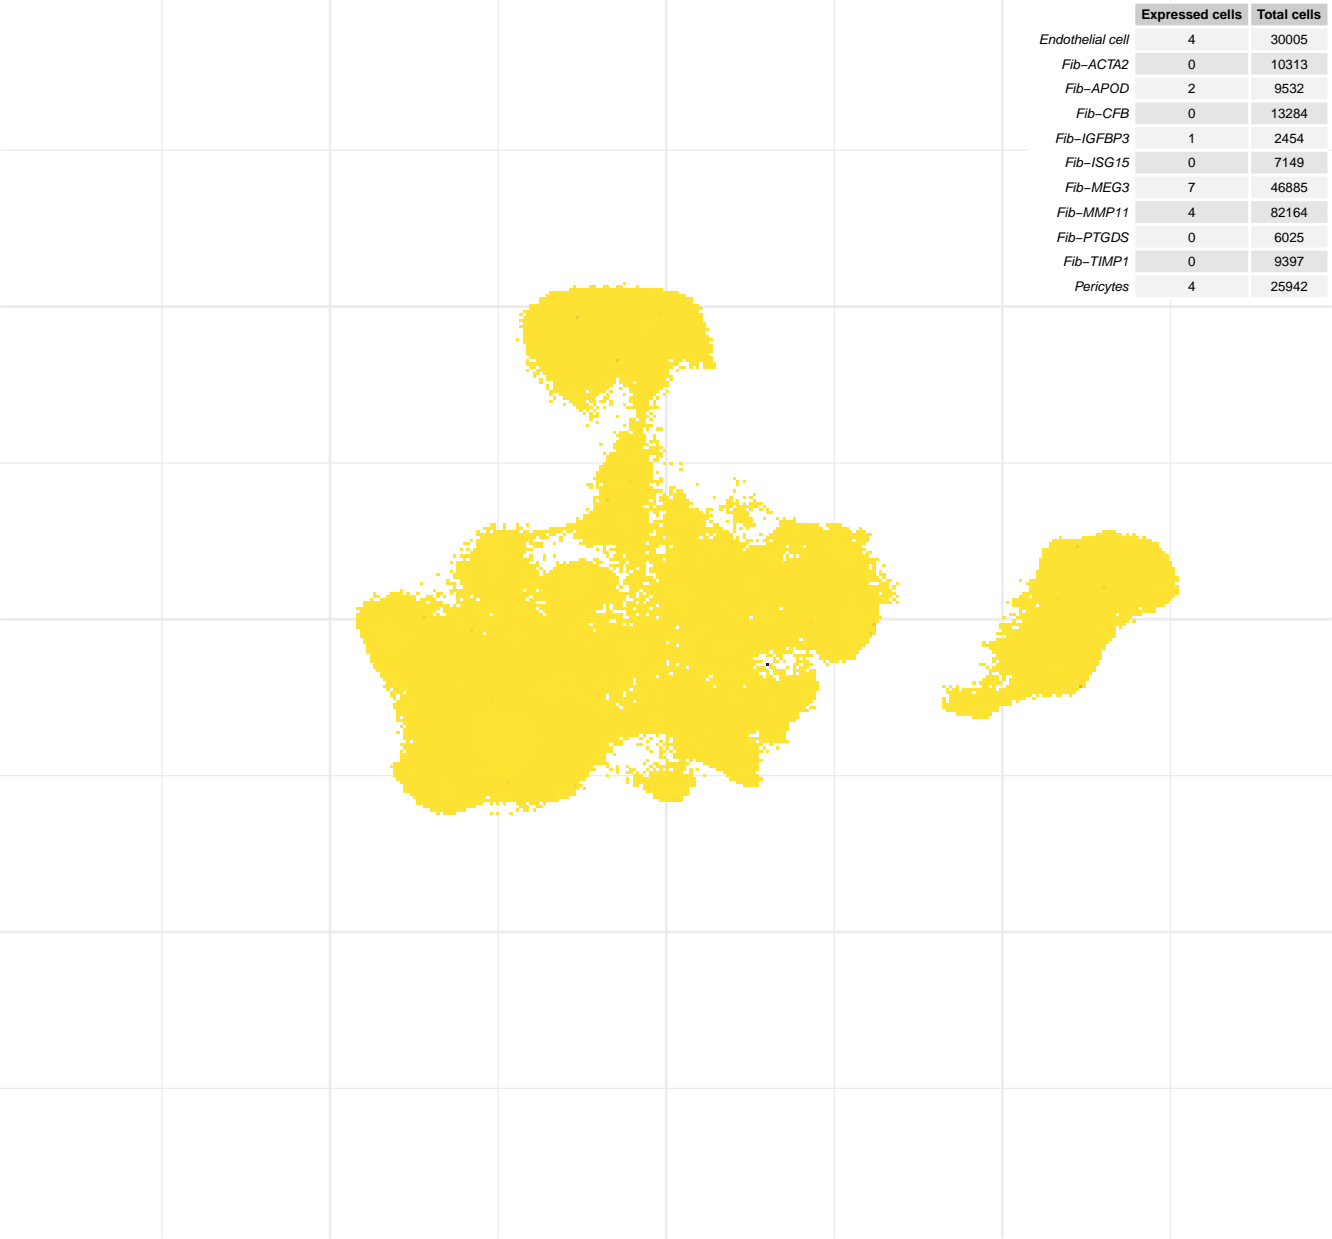 Expressed cells Total cells
Endothelial cell 4 30005
Fib−ACTA2 0 10313
Fib−APOD 2 9532
Fib−CFB 0 13284
Fib−IGFBP3 1 2454
Fib−ISG15 0 7149
Fib−MEG3 7 46885
Fib−MMP11 4 82164
Fib−PTGDS 0 6025
Fib−TIMP1 0 9397
Pericytes 4 25942